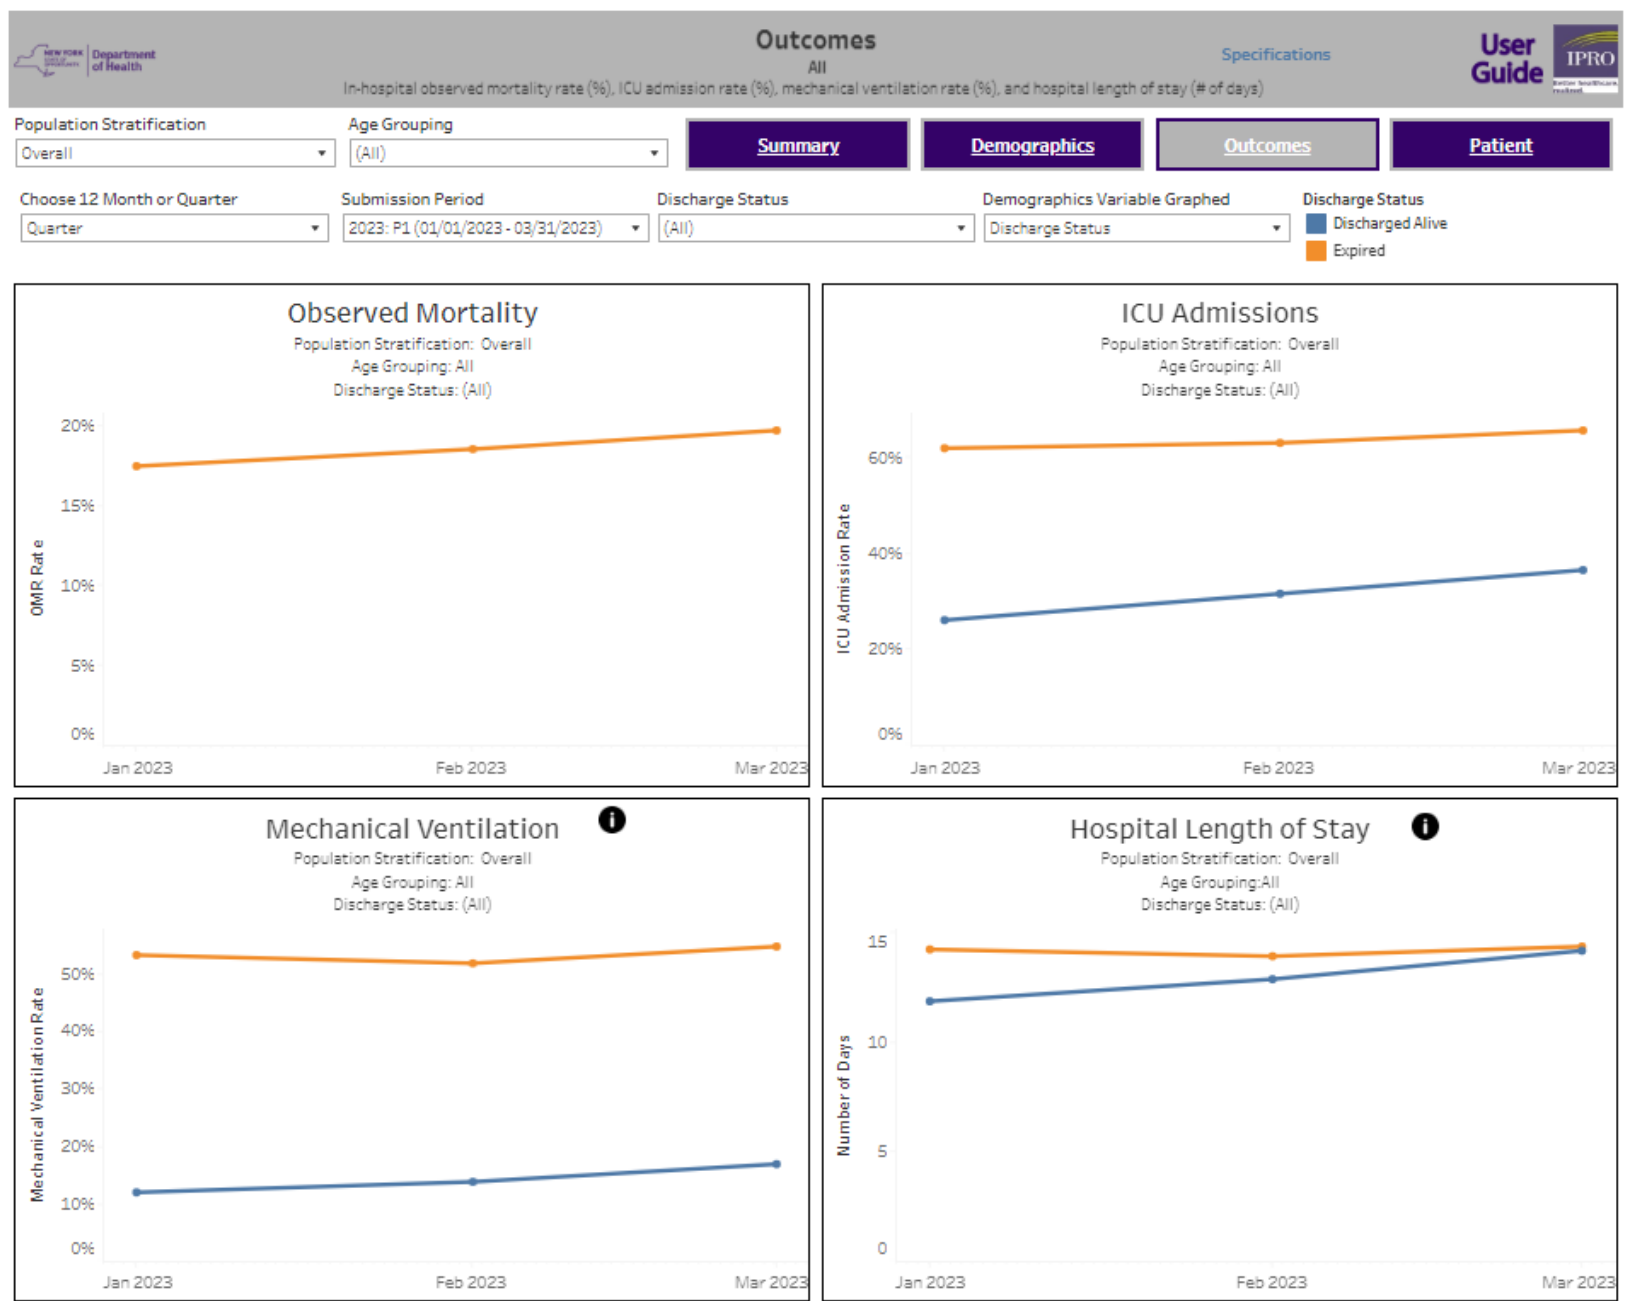 NEW YORK
STATE OF
OPPORTUNITY
Department
of Health
Outcomes
All
In-hospital observed mortality rate (%), ICU admission rate (%), mechanical ventilation rate (%), and hospital length of stay (# of days)
Specifications
User
Guide
IPRO
Population Stratification
Overall
Age Grouping
(All)
Summary
Demographics
Outcomes
Patient
Choose 12 Month or Quarter
Quarter
Submission Period
2023: P1 (01/01/2023 - 03/31/2023)
Discharge Status
(All)
Demographics Variable Graphed
Discharge Status
Discharge Status
Discharged Alive
Expired
Observed Mortality
Population Stratification: Overall
Age Grouping: All
Discharge Status: (All)
OMR Rate
20%
15%
10%
5%
0%
Jan 2023
Feb 2023
Mar 2023
ICU Admissions
Population Stratification: Overall
Age Grouping: All
Discharge Status: (All)
ICU Admission Rate
60%
40%
20%
0%
Jan 2023
Feb 2023
Mar 2023
Mechanical Ventilation
i
Population Stratification: Overall
Age Grouping: All
Discharge Status: (All)
Mechanical Ventilation Rate
50%
40%
30%
20%
10%
0%
Jan 2023
Feb 2023
Mar 2023
Hospital Length of Stay
i
Population Stratification: Overall
Age Grouping:All
Discharge Status: (All)
Number of Days
15
10
5
0
Jan 2023
Feb 2023
Mar 2023